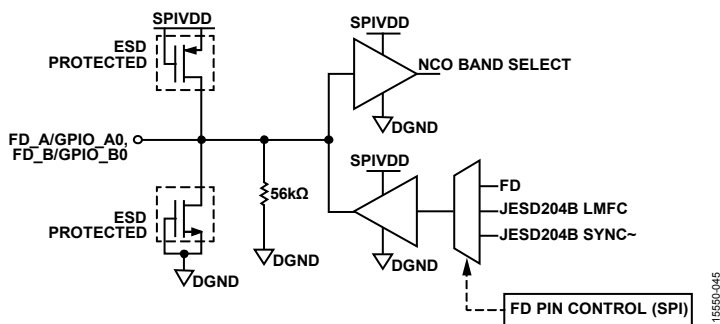 SPIVDD
ESD
PROTECTED
SPIVDD
NCO BAND SELECT
DGND
FD_A/GPIO_A0,
FD_B/GPIO_B0
56kΩ
DGND
ESD
PROTECTED
DGND
SPIVDD
DGND
FD
JESD204B LMFC
JESD204B SYNC~
FD PIN CONTROL (SPI)
15550-045